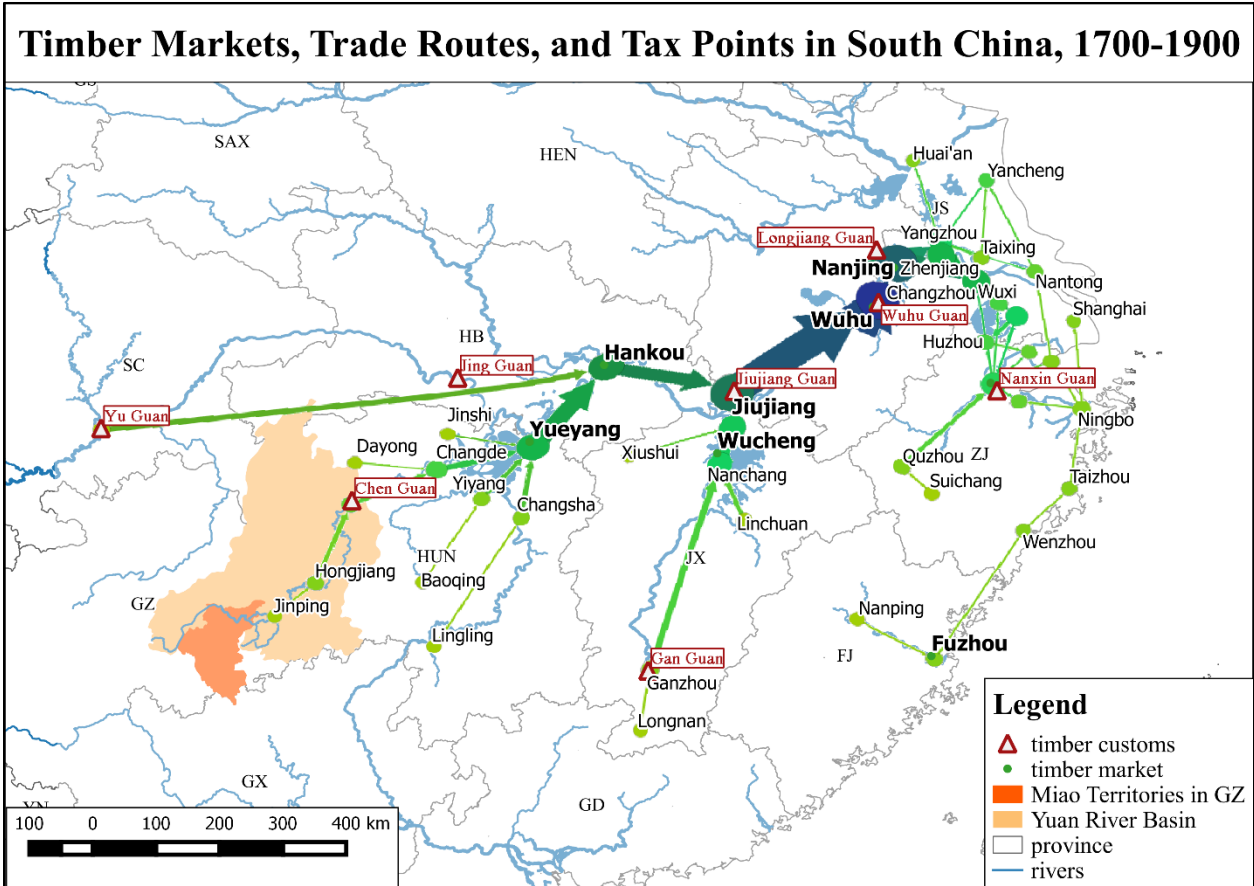 Timber Markets, Trade Routes, and Tax Points in South China, 1700-1900
SAX
HEN
Huai'an
Yancheng
JS
Longjiang Guan
Yangzhou
Taixing
Nanjing
Zhenjiang
Nantong
Changzhou
Wuxi
Shanghai
Wuhu
Wuhu Guan
HB
SC
Hankou
Huzhou
Jing Guan
Jiujiang Guan
Nanxin Guan
Jiujiang
Yu Guan
Jinshi
Ningbo
Yueyang
Wucheng
Dayong
Changde
Xiushui
Quzhou
ZJ
Nanchang
Suichang
Taizhou
Chen Guan
Yiyang
Changsha
Linchuan
Wenzhou
HUN
JX
Hongjiang
Baoqing
GZ
Jinping
Nanping
Lingling
Fuzhou
Gan Guan
FJ
Ganzhou
Longnan
GX
GD
YN
100 0 100 200 300 400 km
Legend
timber customs
timber market
Miao Territories in GZ
Yuan River Basin
province
rivers